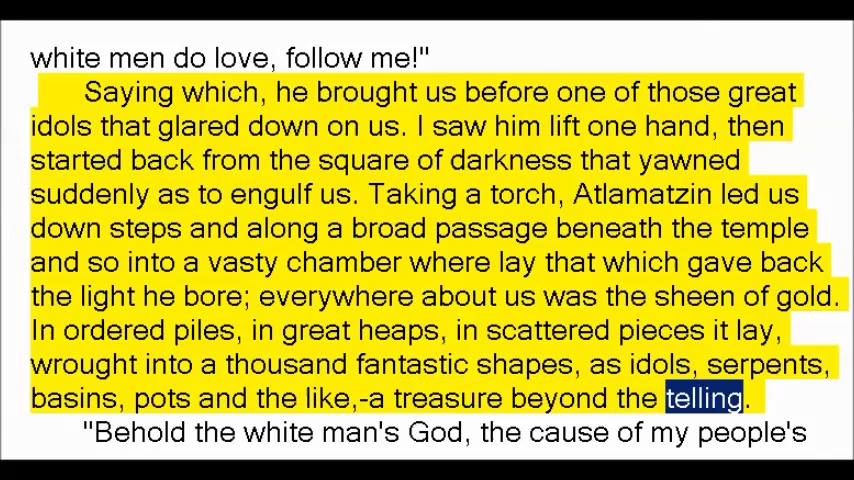 white men do love, follow me!"
Saying which, he brought us before one of those great
idols that glared down on us. I saw him lift one hand, then
started back from the square of darkness that yawned
suddenly as to engulf us. Taking a torch, Atlamatzin led us
down steps and along a broad passage beneath the temple
and so into a vasty chamber where lay that which gave back
the light he bore; everywhere about us was the sheen of gold.
In ordered piles, in great heaps, in scattered pieces it lay,
wrought into a thousand fantastic shapes, as idols, serpents,
basins, pots and the like,-a treasure beyond the telling.
"Behold the white man's God, the cause of my people's